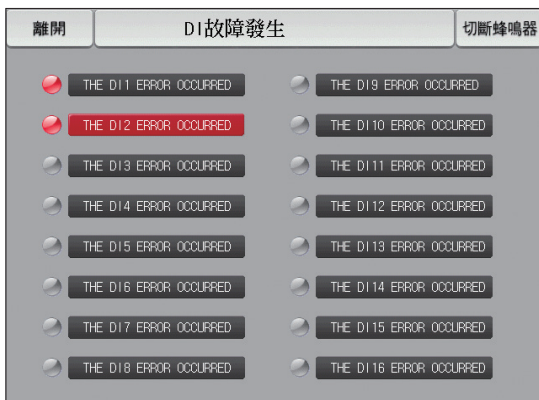 離開
DI故障發生
切斷蜂鳴器
THE DI1 ERROR OCCURRED
THE DI2 ERROR OCCURRED
THE DI3 ERROR OCCURRED
THE DI4 ERROR OCCURRED
THE DI5 ERROR OCCURRED
THE DI6 ERROR OCCURRED
THE DI7 ERROR OCCURRED
THE DI8 ERROR OCCURRED
THE DI9 ERROR OCCURRED
THE DI10 ERROR OCCURRED
THE DI11 ERROR OCCURRED
THE DI12 ERROR OCCURRED
THE DI13 ERROR OCCURRED
THE DI14 ERROR OCCURRED
THE DI15 ERROR OCCURRED
THE DI16 ERROR OCCURRED